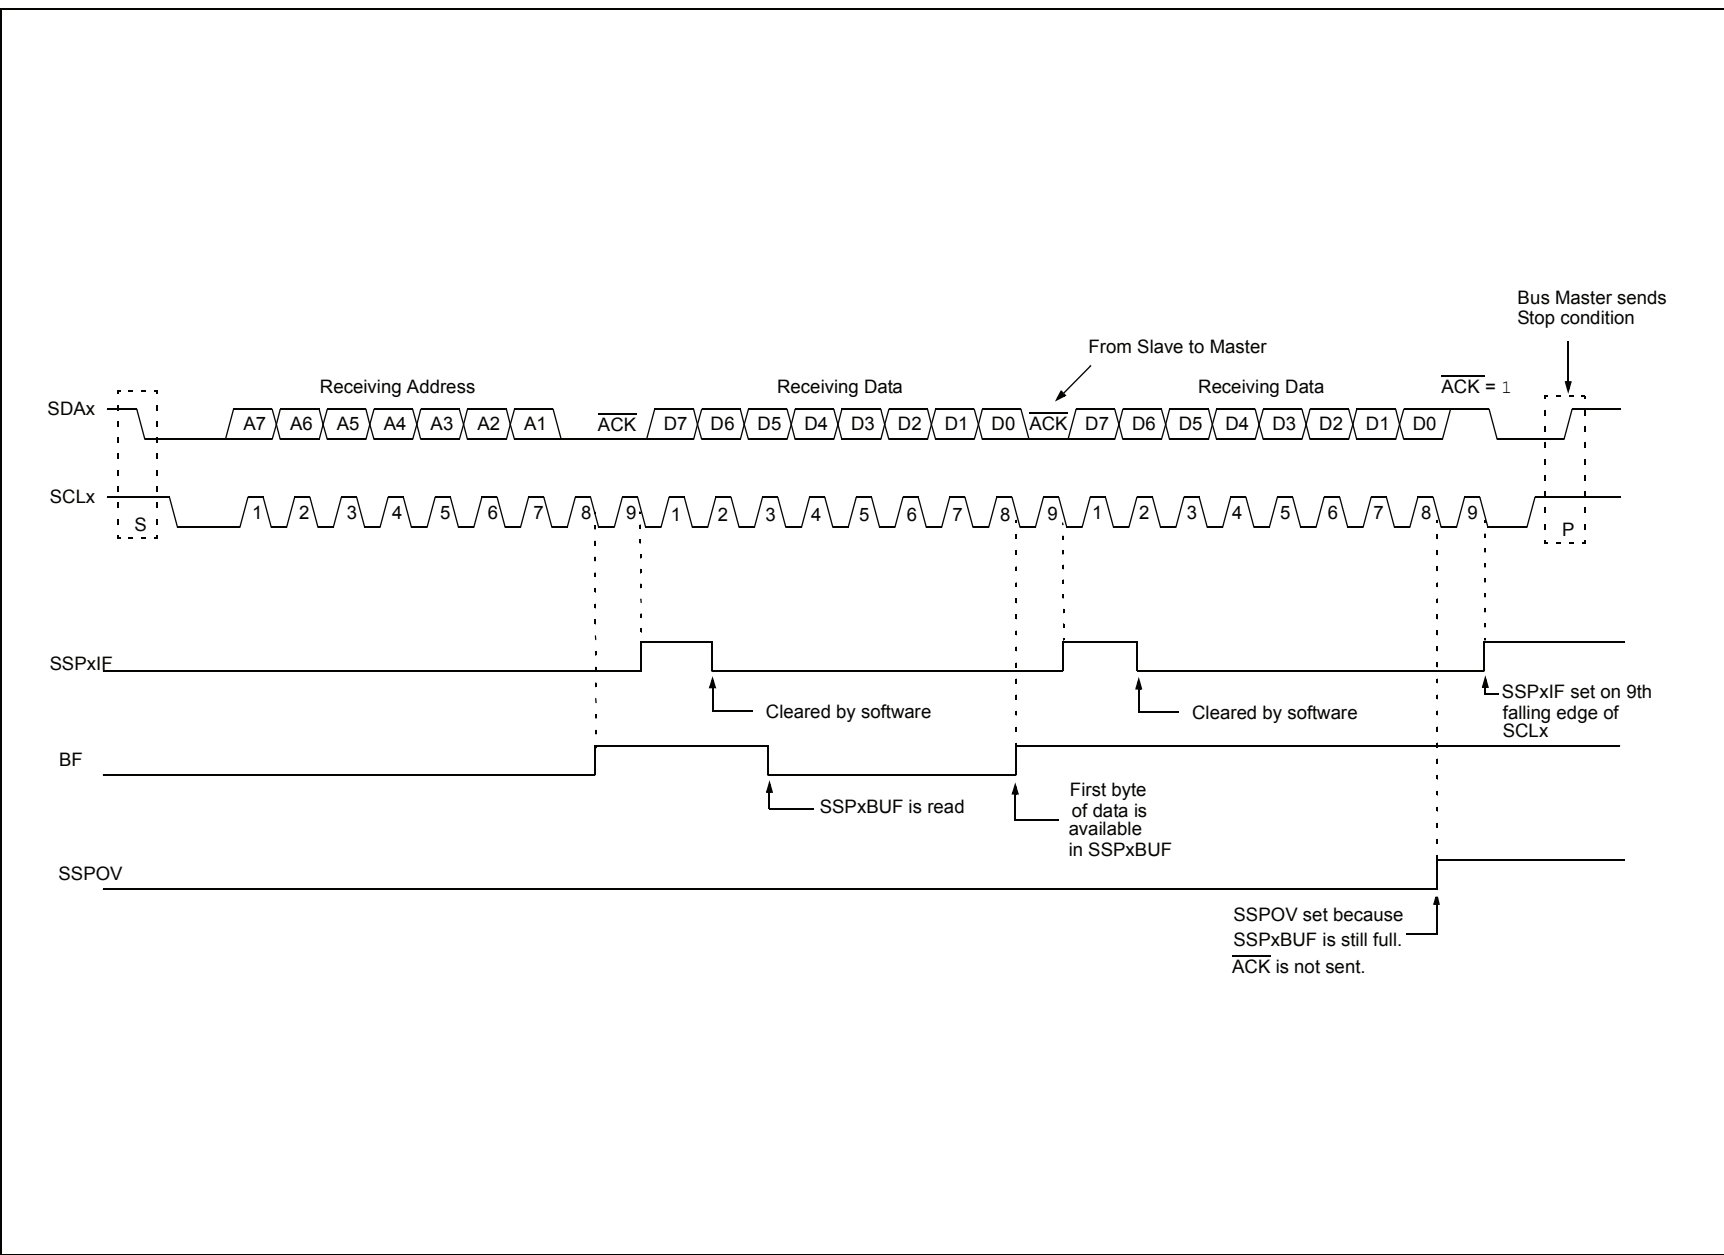 Bus Master sends
Stop condition
From Slave to Master
Receiving Address
Receiving Data
Receiving Data
ACK = 1
SDAx
A7 A6 A5 A4 A3 A2 A1 ACK D7 D6 D5 D4 D3 D2 D1 D0 ACK D7 D6 D5 D4 D3 D2 D1 D0
SCLx
S 1 2 3 4 5 6 7 8 9 1 2 3 4 5 6 7 8 9 1 2 3 4 5 6 7 8 9 P
SSPxIF
Cleared by software
Cleared by software
SSPxIF set on 9th
falling edge of
SCLx
BF
SSPxBUF is read
First byte
of data is
available
in SSPxBUF
SSPOV
SSPOV set because
SSPxBUF is still full.
ACK is not sent.